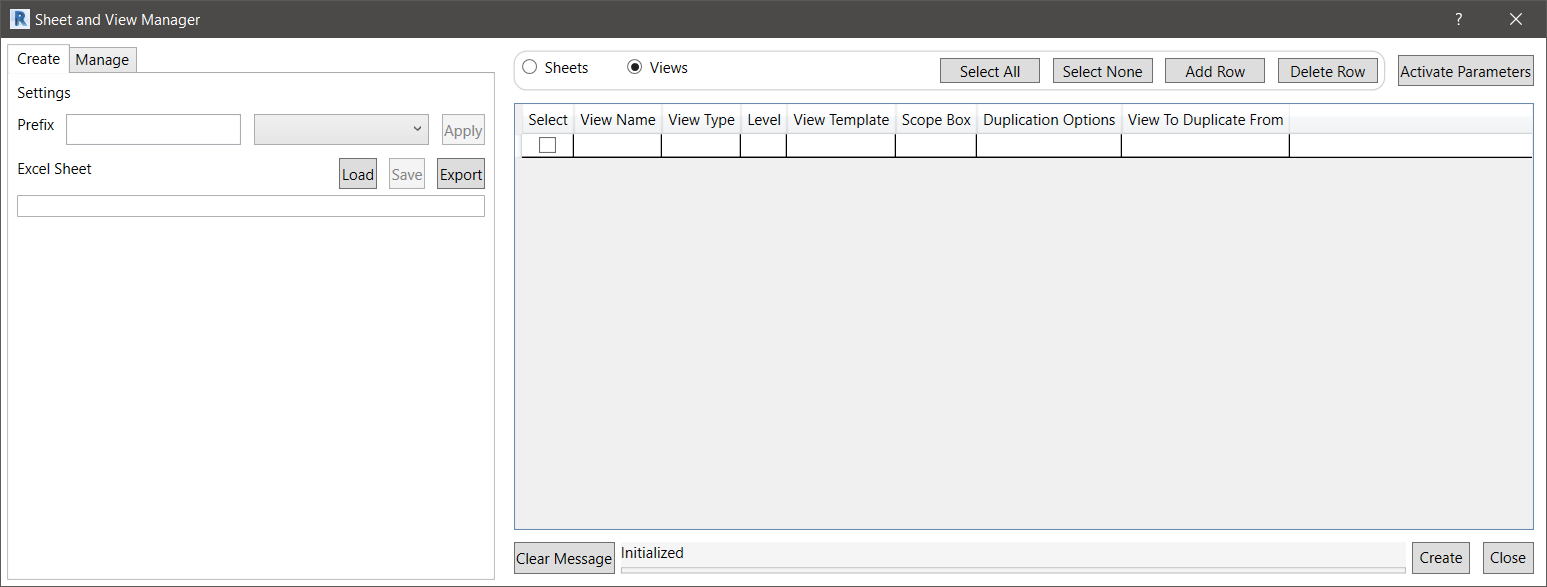 Sheet and View Manager ?
Create Manage
Settings
Prefix Apply
Excel Sheet Load Save Export
Sheets Views Select All Select None Add Row Delete Row Activate Parameters
Select View Name View Type Level View Template Scope Box Duplication Options View To Duplicate From
Clear Message Initialized Create Close